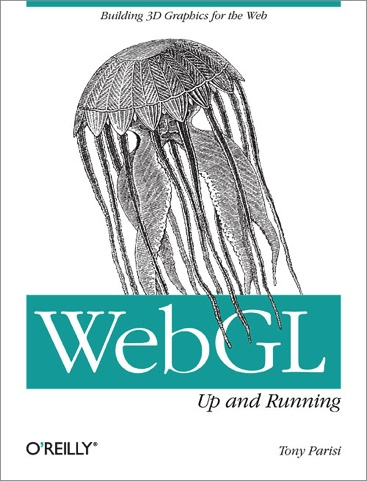 Building 3D Graphics for the Web
WebGL
Up and Running
O'REILLY®
Tony Parisi